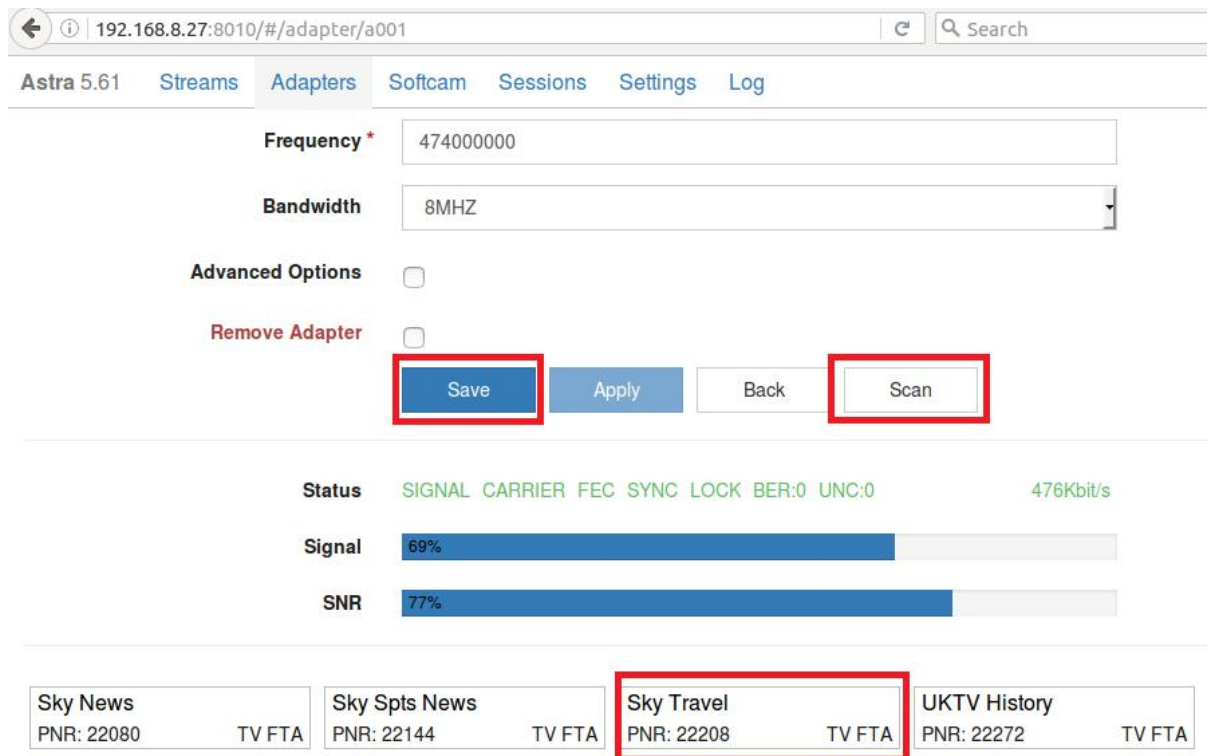 192.168.8.27:8010/#/adapter/a001
Search
Astra 5.61 Streams Adapters Softcam Sessions Settings Log
Frequency * 474000000
Bandwidth 8MHZ
Advanced Options
Remove Adapter
Save Apply Back Scan
Status SIGNAL CARRIER FEC SYNC LOCK BER:0 UNC:0 476Kbit/s
Signal 69%
SNR 77%
Sky News Sky Spts News Sky Travel UKTV History
PNR: 22080 TV FTA PNR: 22144 TV FTA PNR: 22208 TV FTA PNR: 22272 TV FTA